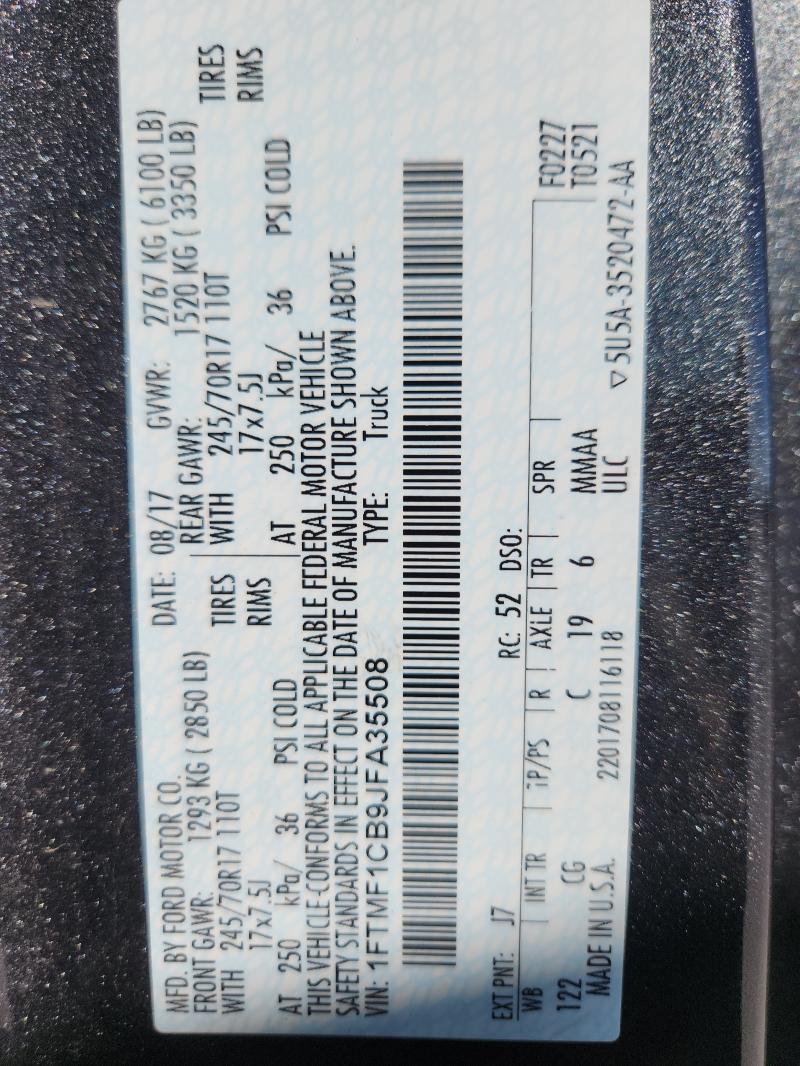 MFD. BY FORD MOTOR CO. DATE: 08/17 GVWR: 2767 KG ( 6100 LB)
FRONT GAWR: 1293 KG ( 2850 LB) REAR GAWR: 1520 KG ( 3350 LB)
WITH 245/70R17 110T TIRES WITH 245/70R17 110T TIRES
17x7.5J RIMS 17x7.5J RIMS
AT 250 kPa/ 36 PSI COLD AT 250 kPa/ 36 PSI COLD
THIS VEHICLE CONFORMS TO ALL APPLICABLE FEDERAL MOTOR VEHICLE
SAFETY STANDARDS IN EFFECT ON THE DATE OF MANUFACTURE SHOWN ABOVE.
VIN: 1FTMF1CB9JFA35508 TYPE: Truck
EXT PNT: J7 RC: 52 DSO: F0227
WB INT TR TP/PS R AXLE TR SPR T0521
122 CG C 19 6 MMAA
MADE IN U.S.A. 2201708116118 ULC ▽5U5A-3520472-AA